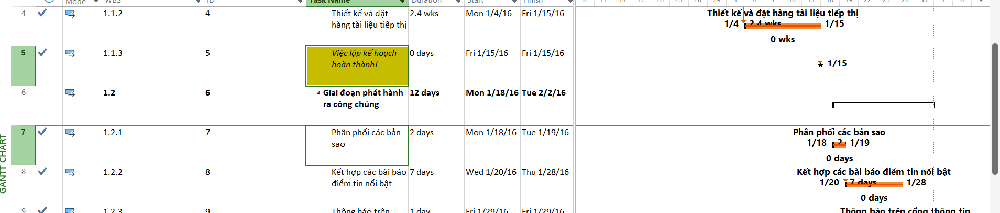 Mode WBS ID Task Name Duration Start Finish
8 11 14 17 20 23 26 29 1 4 7 10 13 16 19 22 25 28 31 3 6 9
4 1.1.2 4 Thiết kế và đặt 2.4 wks Mon 1/4/16 Fri 1/15/16
hàng tài liệu tiếp thị
Thiết kế và đặt hàng tài liệu tiếp thị
1/4 2.4 wks 1/15
0 wks
5 1.1.3 5 Việc lập kế hoạch 0 days Fri 1/15/16 Fri 1/15/16
hoàn thành!
1/15
6 1.2 6 Giai đoạn phát hành 12 days Mon 1/18/16 Tue 2/2/16
ra công chúng
7 1.2.1 7 Phân phối các bản 2 days Mon 1/18/16 Tue 1/19/16
sao
Phân phối các bản sao
1/18 2 1/19
0 days
8 1.2.2 8 Kết hợp các bài báo 7 days Wed 1/20/16 Thu 1/28/16
điểm tin nổi bật
Kết hợp các bài báo điểm tin nổi bật
1/20 7 days 1/28
0 days
9 1.2.3 9 Thông báo trên 1 day Fri 1/29/16 Fri 1/29/16
Thông báo trên cổng thông tin
GANTT CHART